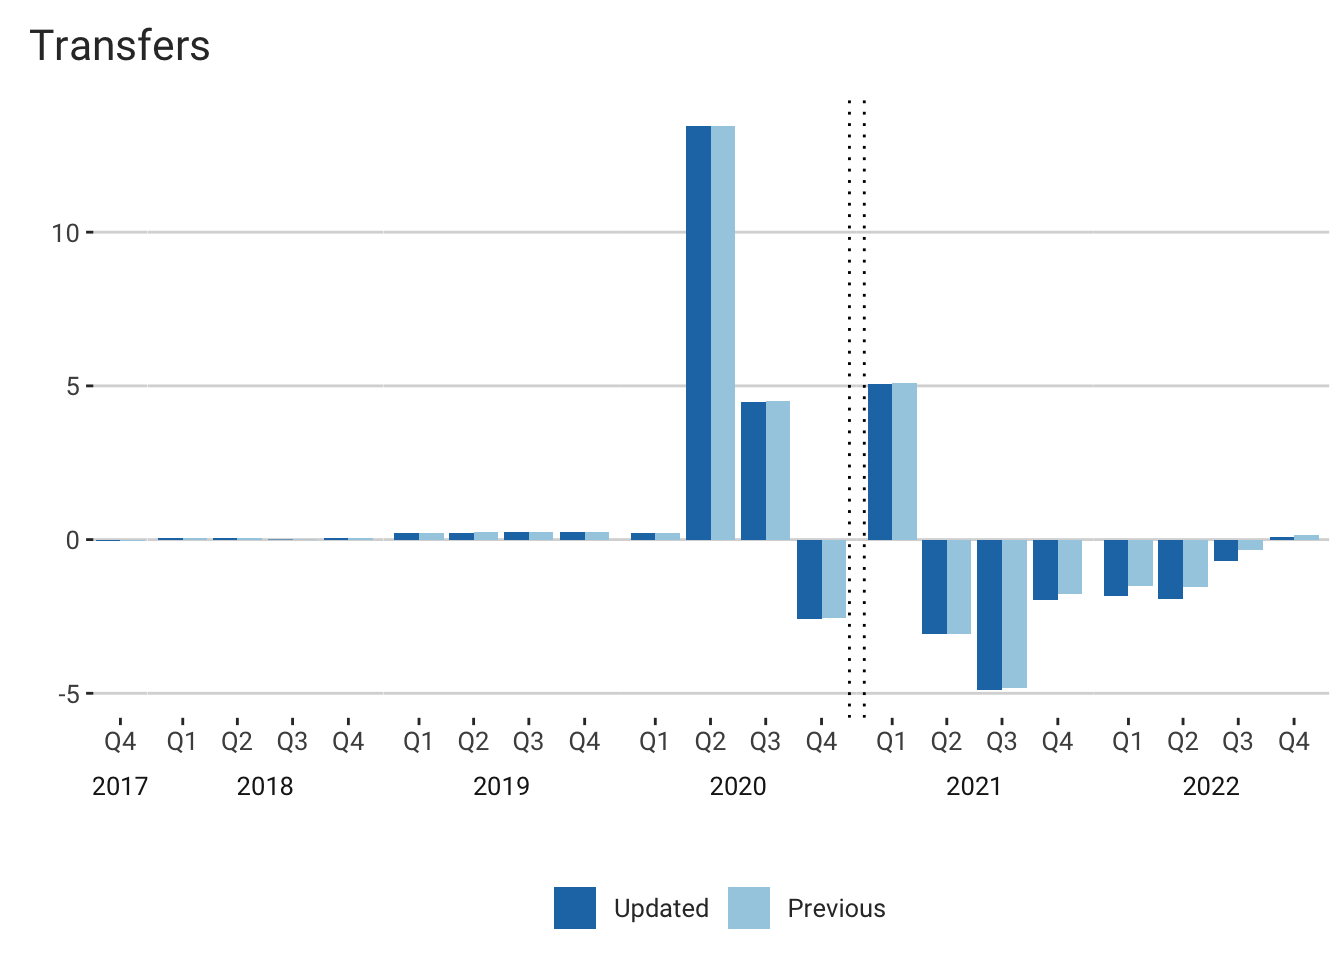 Transfers
10
5
0
-5
Q4 Q1 Q2 Q3 Q4 Q1 Q2 Q3 Q4 Q1 Q2 Q3 Q4 Q1 Q2 Q3 Q4 Q1 Q2 Q3 Q4
2017 2018 2019 2020 2021 2022
Updated Previous